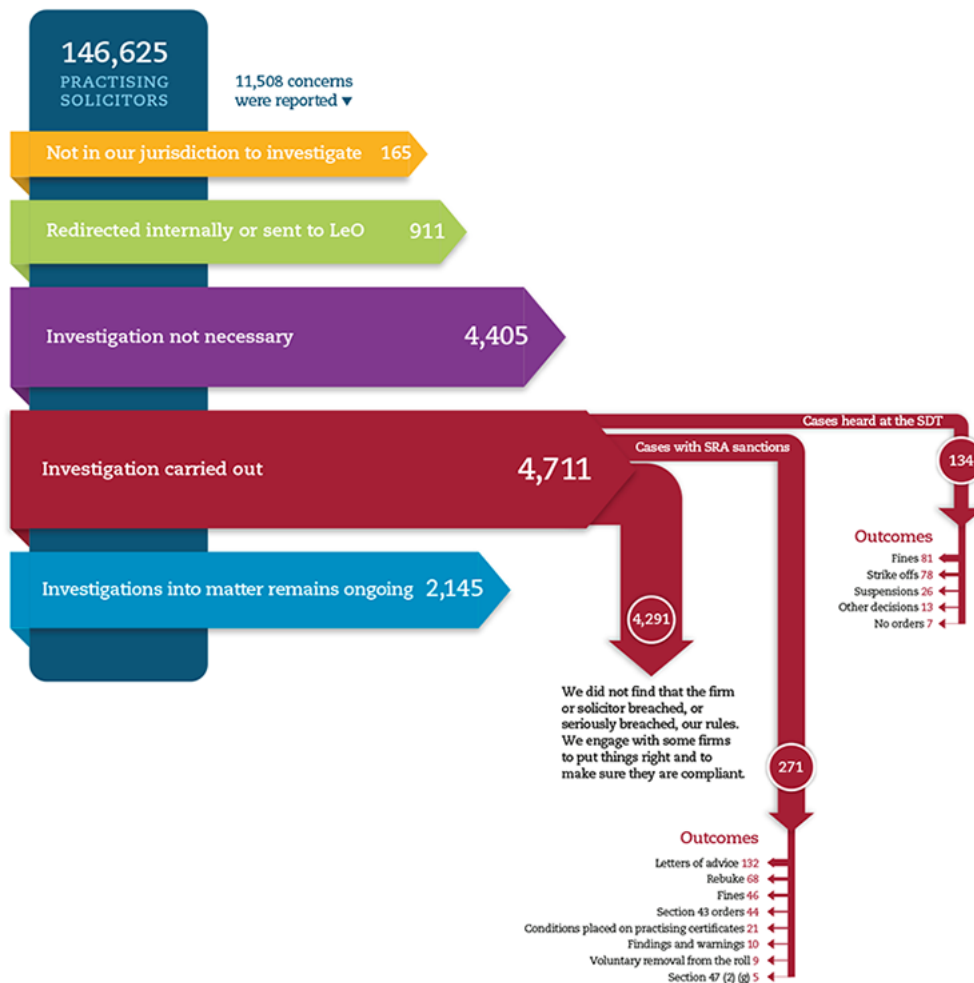 146,625
PRACTISING
SOLICITORS
11,508 concerns
were reported ▼
Not in our jurisdiction to investigate 165
Redirected internally or sent to LeO 911
Investigation not necessary 4,405
Investigation carried out 4,711
Investigations into matter remains ongoing 2,145
Cases heard at the SDT
134
Outcomes
Fines 81
Strike offs 78
Suspensions 26
Other decisions 13
No orders 7
Cases with SRA sanctions
4,291
We did not find that the firm
or solicitor breached, or
seriously breached, our rules.
We engage with some firms
to put things right and to
make sure they are compliant.
271
Outcomes
Letters of advice 132
Rebuke 68
Fines 46
Section 43 orders 44
Conditions placed on practising certificates 21
Findings and warnings 10
Voluntary removal from the roll 9
Section 47 (2) (g) 5